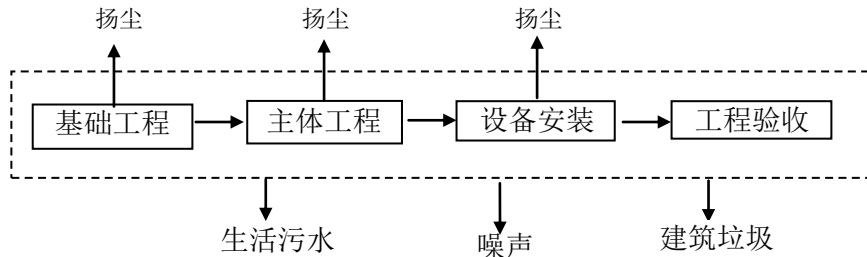 扬尘 扬尘 扬尘
基础工程 主体工程 设备安装 工程验收
生活污水 噪声 建筑垃圾